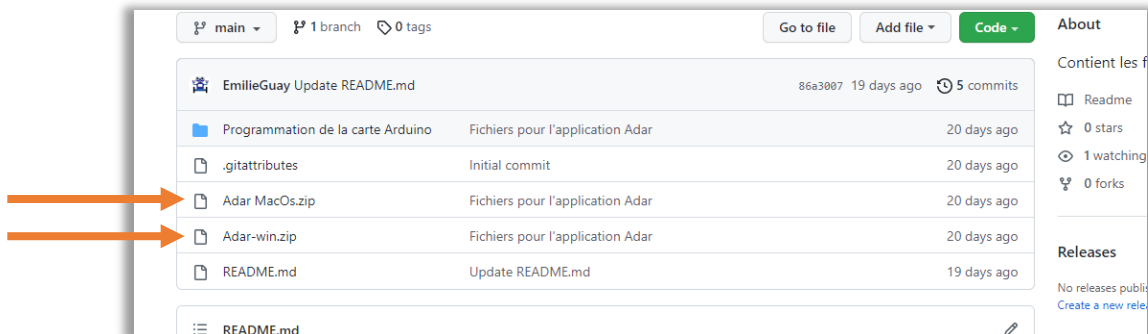 main 1 branch 0 tags Go to file Add file Code About
Contient les f
EmilieGuay Update README.md 86a3007 19 days ago 5 commits
Readme
Programmation de la carte Arduino Fichiers pour l'application Adar 20 days ago
0 stars
.gitattributes Initial commit 20 days ago
1 watching
0 forks
Adar MacOs.zip Fichiers pour l'application Adar 20 days ago
Adar-win.zip Fichiers pour l'application Adar 20 days ago
Releases
README.md Update README.md 19 days ago
No releases publis
Create a new relea
README.md